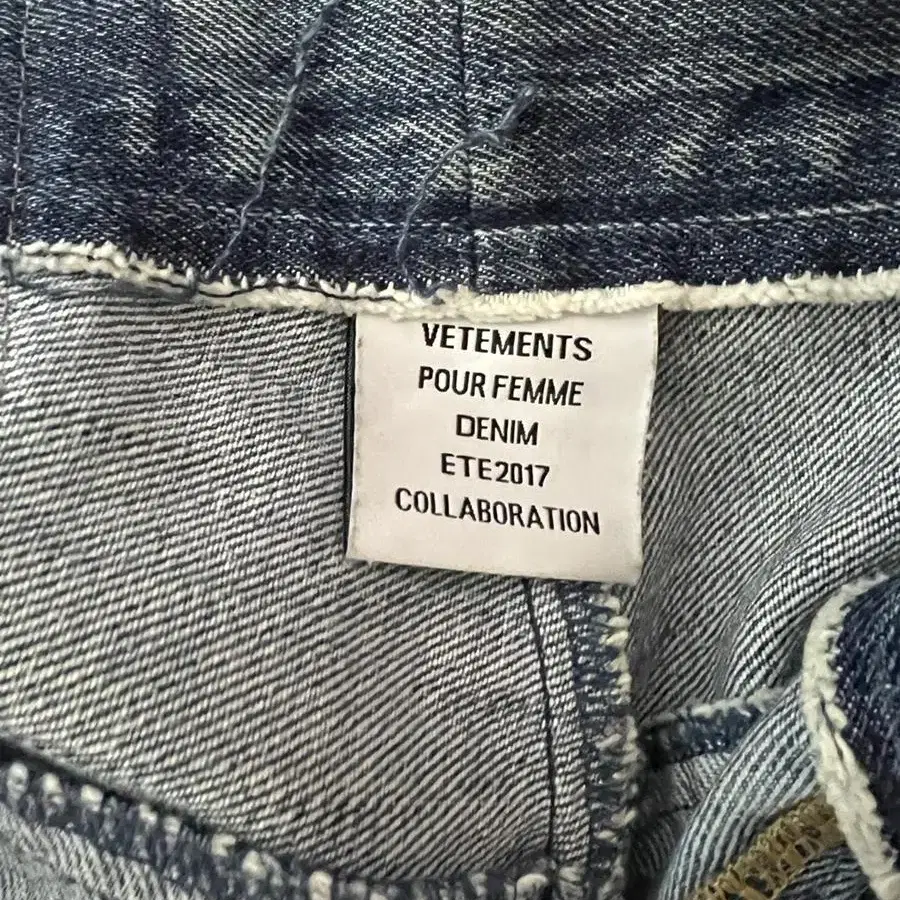 VETEMENTS
POUR FEMME
DENIM
ETE2017
COLLABORATION